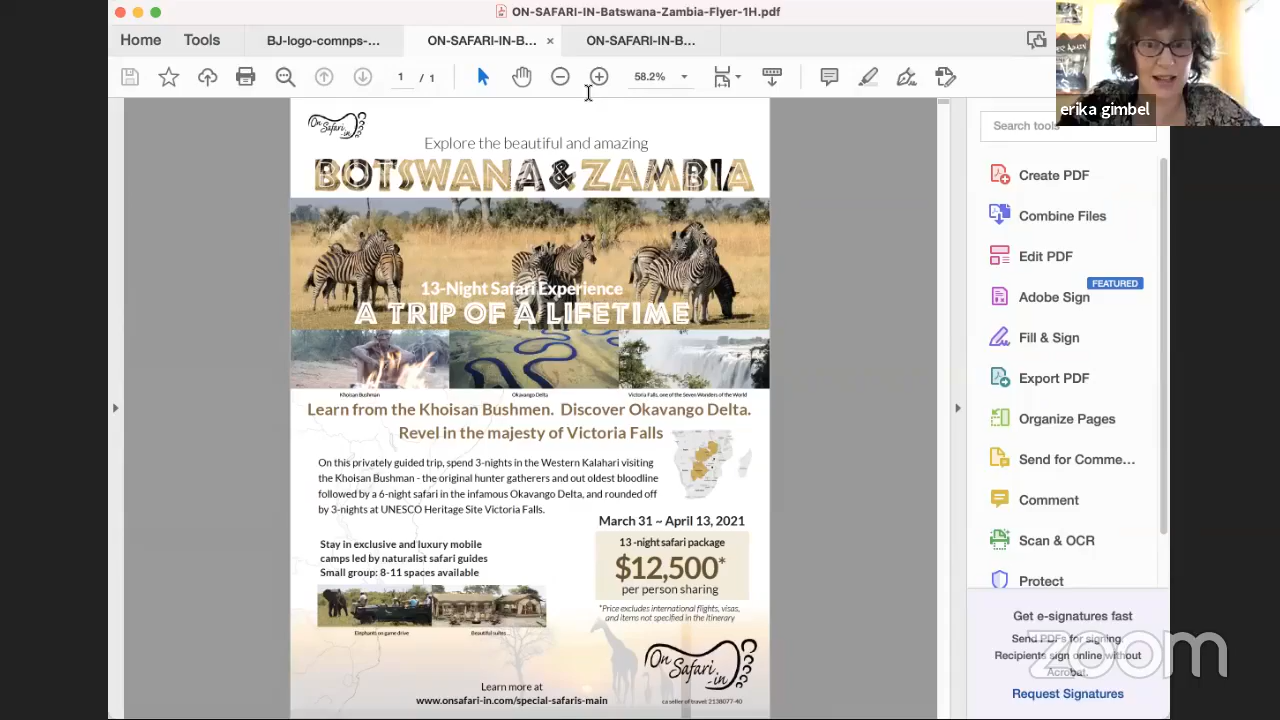 ON-SAFARI-IN-Batswana-Zambia-Flyer-1H.pdf
Home
Tools
BJ-logo-comnps-...
ON-SAFARI-IN-B... ×
ON-SAFARI-IN-B...
1 / 1
58.2%
erika gimbel
Search tools
On Safari in
Explore the beautiful and amazing
BOTSWANA & ZAMBIA
13-Night Safari Experience
A TRIP OF A LIFETIME
Khoisan Bushman
Okavango Delta
Victoria Falls, one of the Seven Wonders of the World
Learn from the Khoisan Bushmen. Discover Okavango Delta.
Revel in the majesty of Victoria Falls
On this privately guided trip, spend 3-nights in the Western Kalahari visiting
the Khoisan Bushman - the original hunter gatherers and out oldest bloodline
followed by a 6-night safari in the infamous Okavango Delta, and rounded off
by 3-nights at UNESCO Heritage Site Victoria Falls.
March 31 ~ April 13, 2021
13 -night safari package
$12,500*
per person sharing
*Price excludes international flights, visas,
and items not specified in the Itinerary
Stay in exclusive and luxury mobile
camps led by naturalist safari guides
Small group: 8-11 spaces available
Elephants on game drive
Beautiful suites
On Safari in
Learn more at
www.onsafari-in.com/special-safaris-main
ca seller of travel: 2138077-40
Create PDF
Combine Files
Edit PDF
FEATURED
Adobe Sign
Fill & Sign
Export PDF
Organize Pages
Send for Comme...
Comment
Scan & OCR
Protect
Get e-signatures fast
Send PDFs for signing.
Recipients sign online without
Acrobat.
Request Signatures
zoom